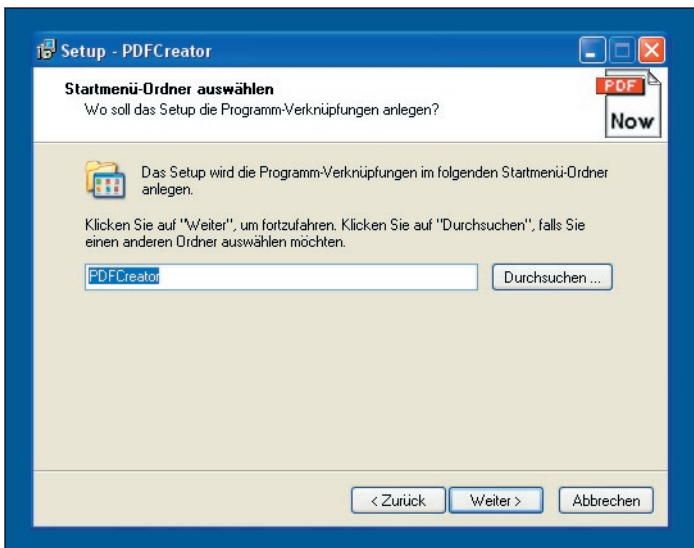 Setup - PDFCreator
Startmenü-Ordner auswählen
Wo soll das Setup die Programm-Verknüpfungen anlegen?
PDF
Now
Das Setup wird die Programm-Verknüpfungen im folgenden Startmenü-Ordner
anlegen.
Klicken Sie auf "Weiter", um fortzufahren. Klicken Sie auf "Durchsuchen", falls Sie
einen anderen Ordner auswählen möchten.
PDFCreator
Durchsuchen ...
< Zurück
Weiter >
Abbrechen